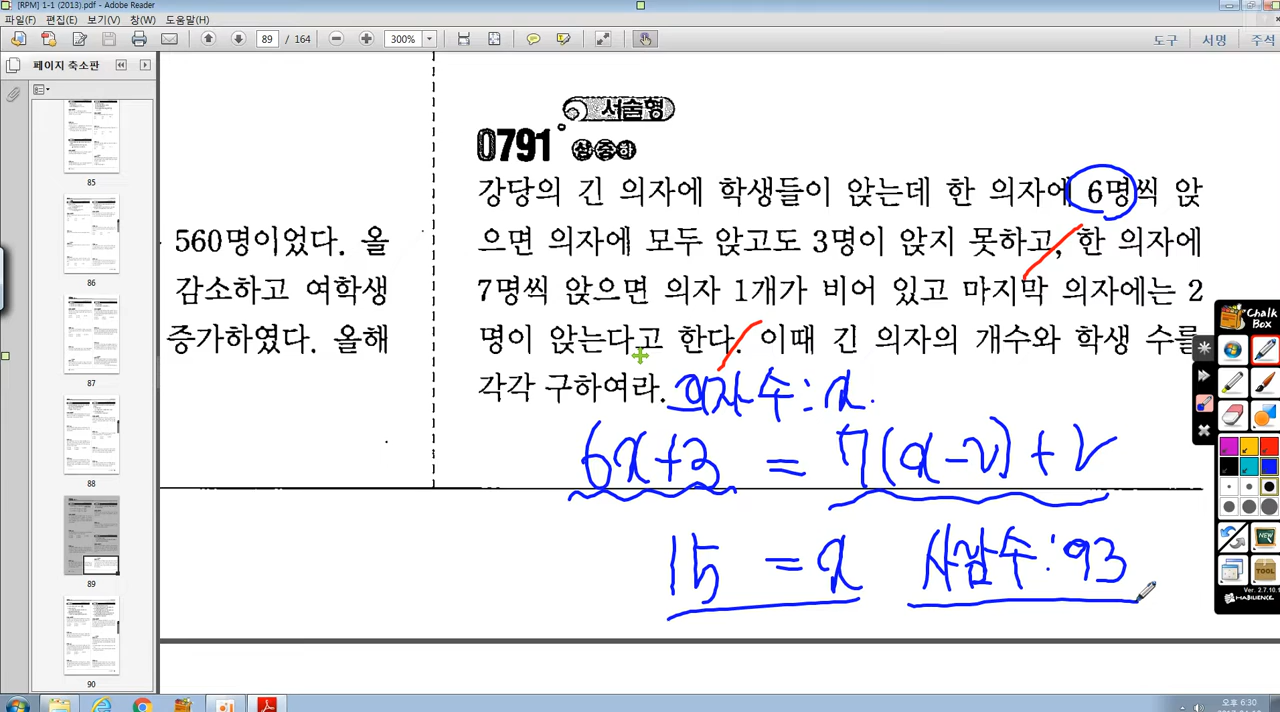 [RPM] 1-1 (2013).pdf - Adobe Reader
파일(F) 편집(E) 보기(V) 창(W) 도움말(H)
89 / 164 300% 도구 서명 주석
페이지 축소판
85
86
87
88
89
90
560명이었다. 올
감소하고 여학생
증가하였다. 올해
서술형
0791 상중하
강당의 긴 의자에 학생들이 앉는데 한 의자에 6명씩 앉
으면 의자에 모두 앉고도 3명이 앉지 못하고, 한 의자에
7명씩 앉으면 의자 1개가 비어 있고 마지막 의자에는 2
명이 앉는다고 한다. 이때 긴 의자의 개수와 학생 수를
각각 구하여라. 의자수 : x.
6x+3 = 7(x-2)+2
15 = x 사람수 : 93
Chalk Box
NEW
TOOL
Ver. 2.7.10.
오후 6:30